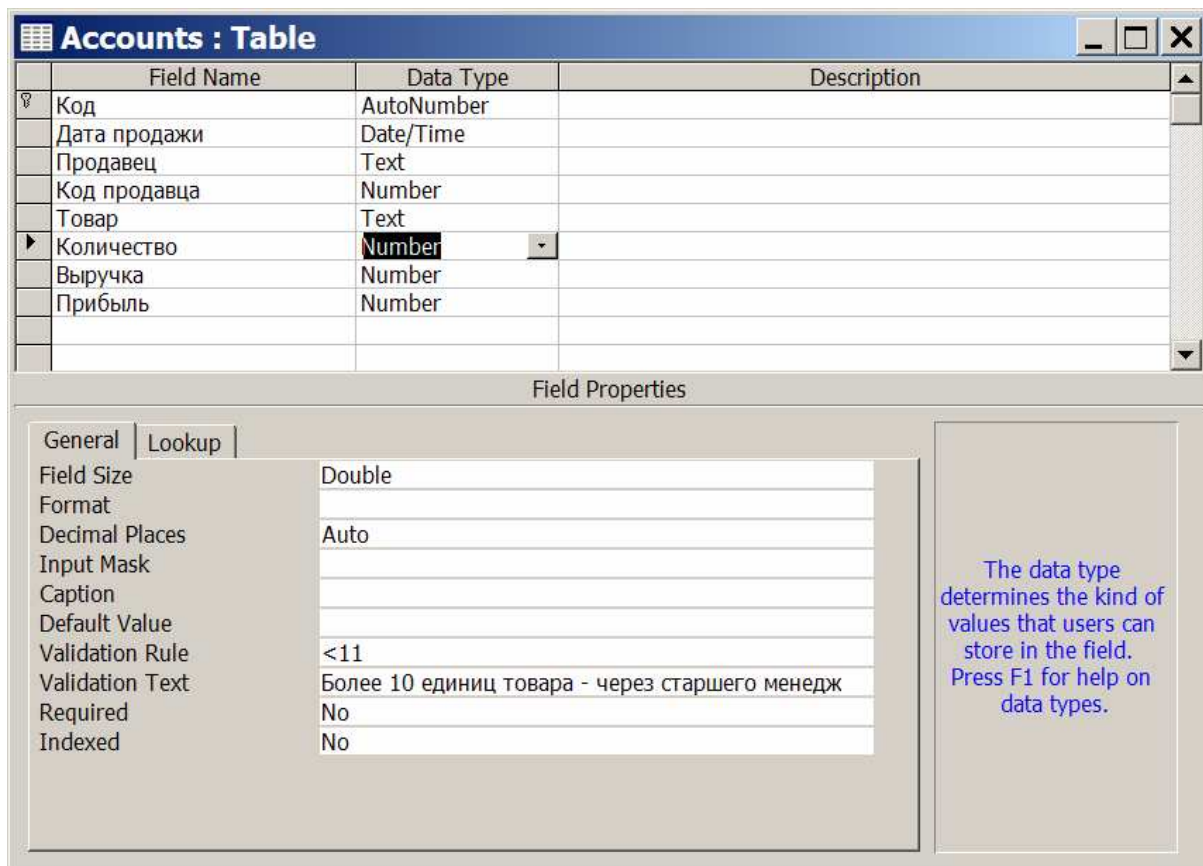 Accounts : Table
Field Name Data Type Description
Код AutoNumber
Дата продажи Date/Time
Продавец Text
Код продавца Number
Товар Text
Количество Number
Выручка Number
Прибыль Number
Field Properties
General Lookup
Field Size Double
Format
Decimal Places Auto
Input Mask
Caption
Default Value
Validation Rule <11
Validation Text Более 10 единиц товара - через старшего менедж
Required No
Indexed No
The data type
determines the kind of
values that users can
store in the field.
Press F1 for help on
data types.